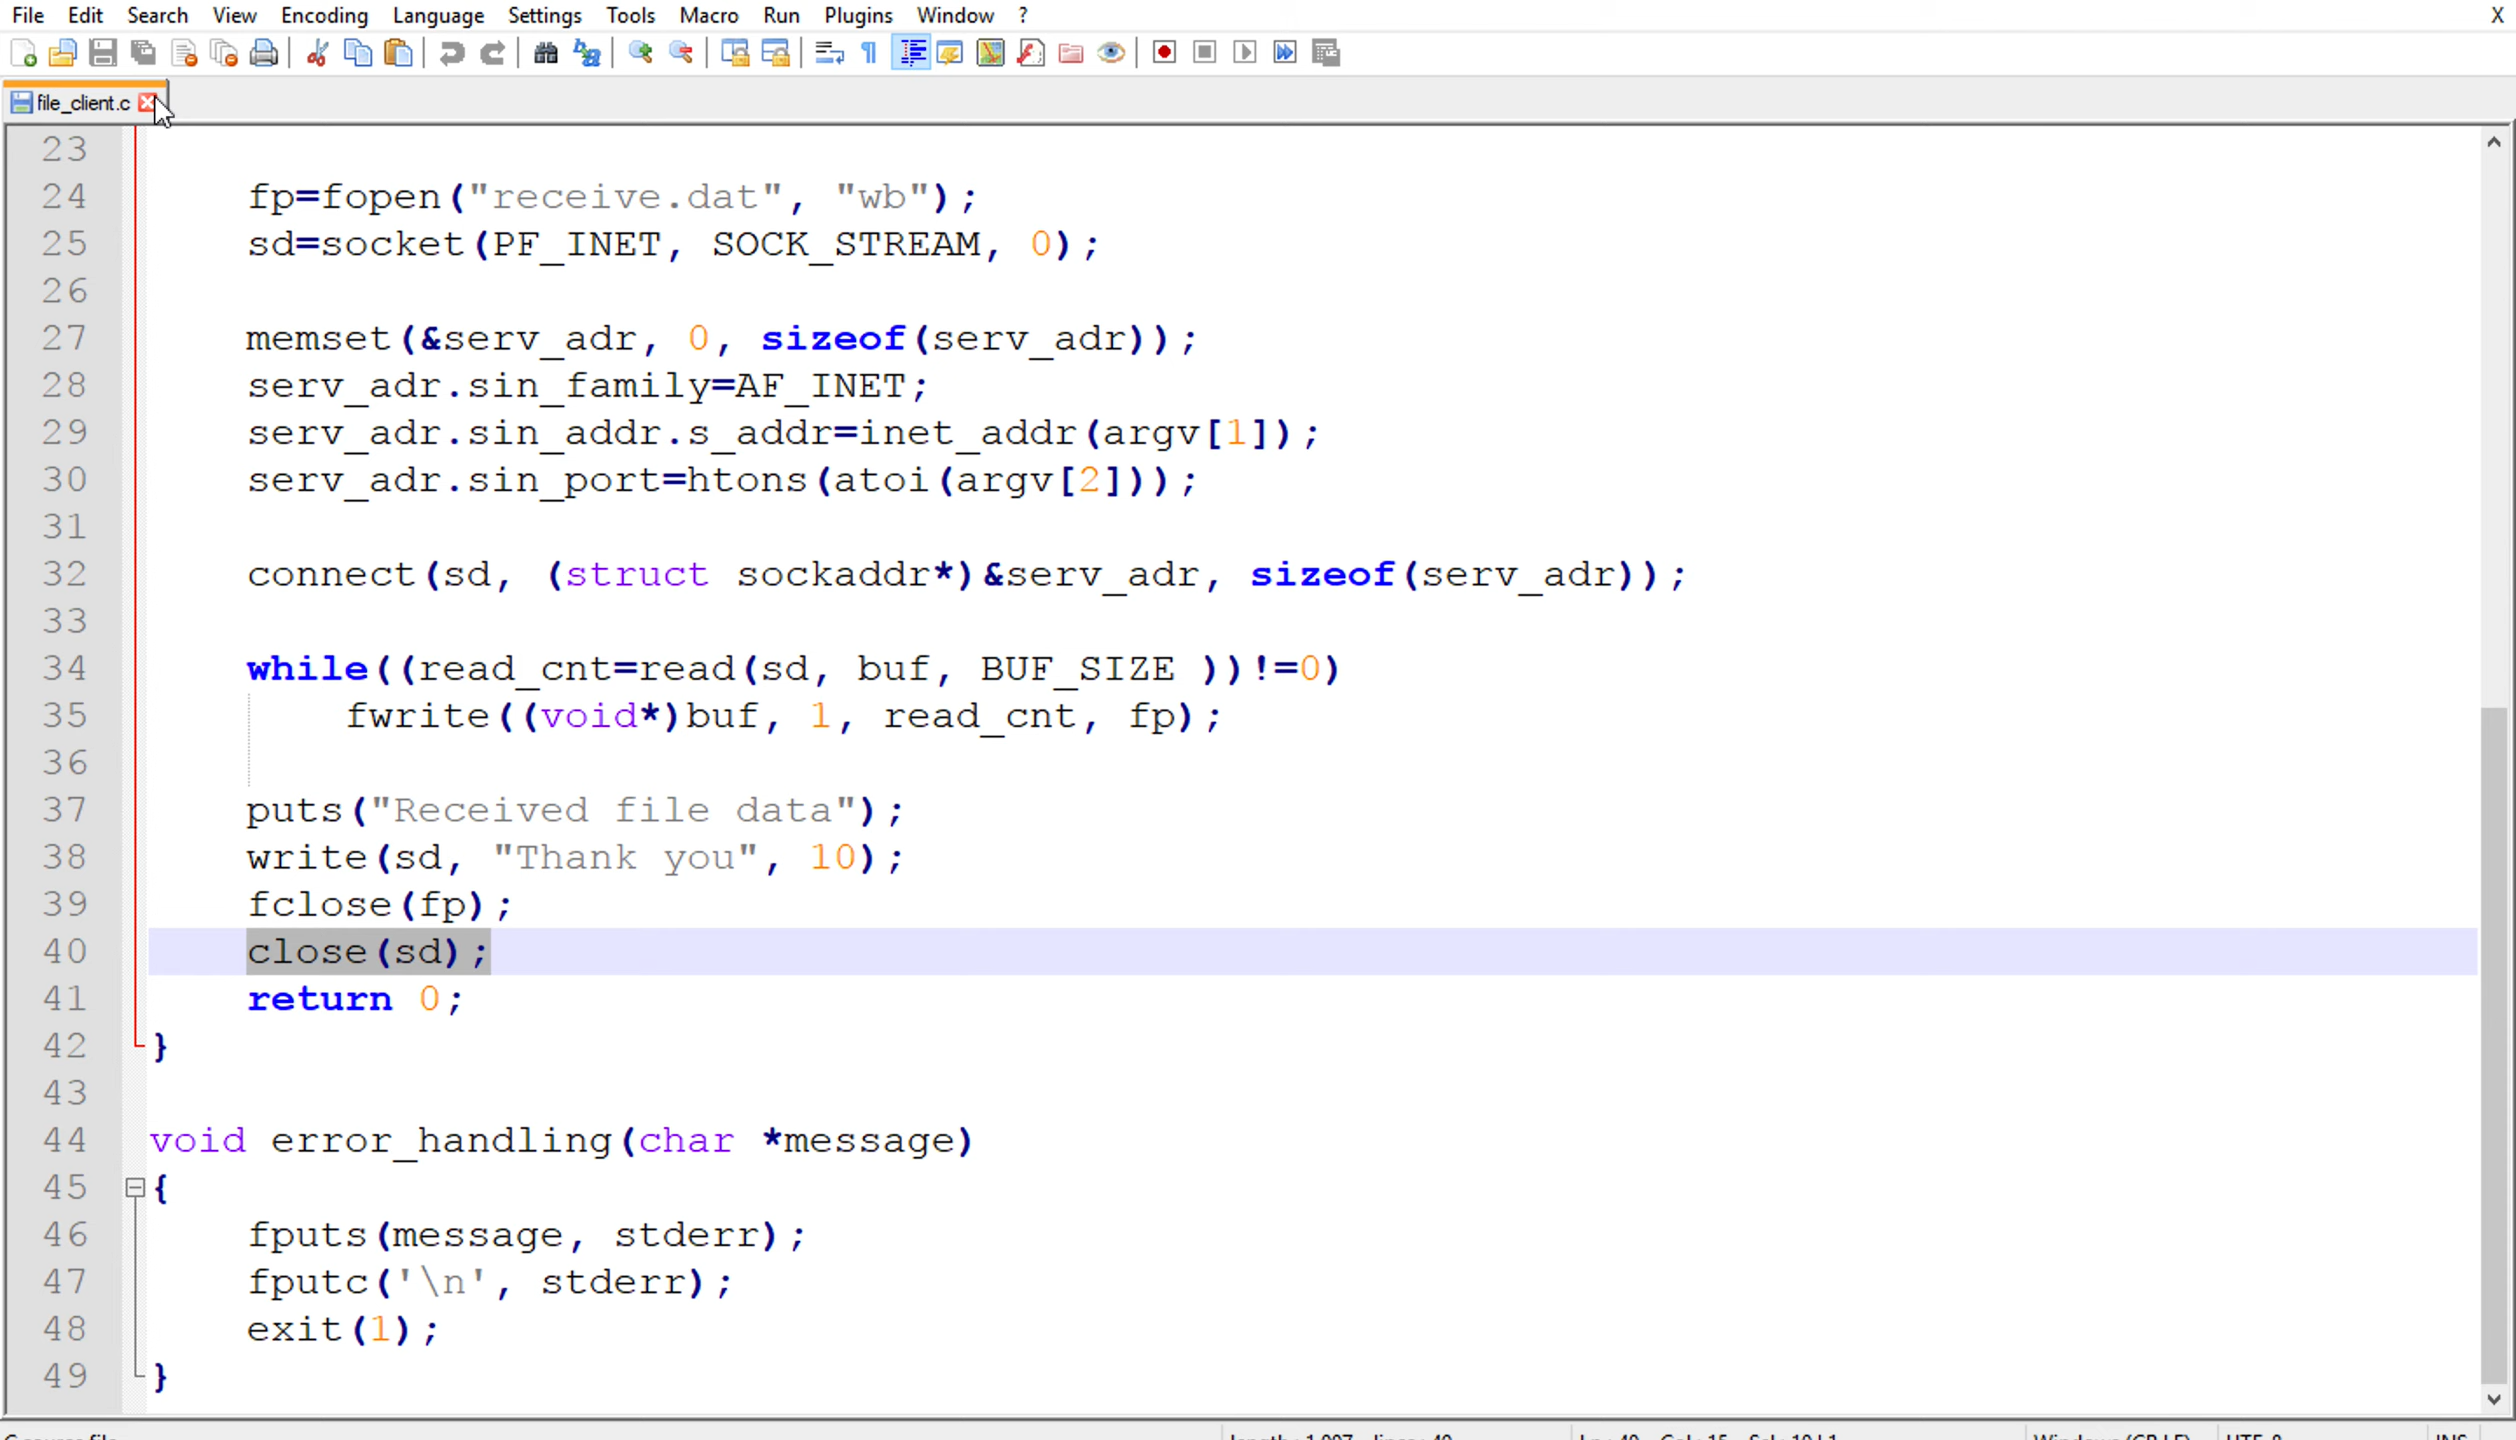 File Edit Search View Encoding Language Settings Tools Macro Run Plugins Window ? X
file_client.c
23
24 fp=fopen("receive.dat", "wb");
25 sd=socket(PF_INET, SOCK_STREAM, 0);
26
27 memset(&serv_adr, 0, sizeof(serv_adr));
28 serv_adr.sin_family=AF_INET;
29 serv_adr.sin_addr.s_addr=inet_addr(argv[1]);
30 serv_adr.sin_port=htons(atoi(argv[2]));
31
32 connect(sd, (struct sockaddr*)&serv_adr, sizeof(serv_adr));
33
34 while((read_cnt=read(sd, buf, BUF_SIZE ))!=0)
35 fwrite((void*)buf, 1, read_cnt, fp);
36
37 puts("Received file data");
38 write(sd, "Thank you", 10);
39 fclose(fp);
40 close(sd);
41 return 0;
42 }
43
44 void error_handling(char *message)
45 {
46 fputs(message, stderr);
47 fputc('\n', stderr);
48 exit(1);
49 }